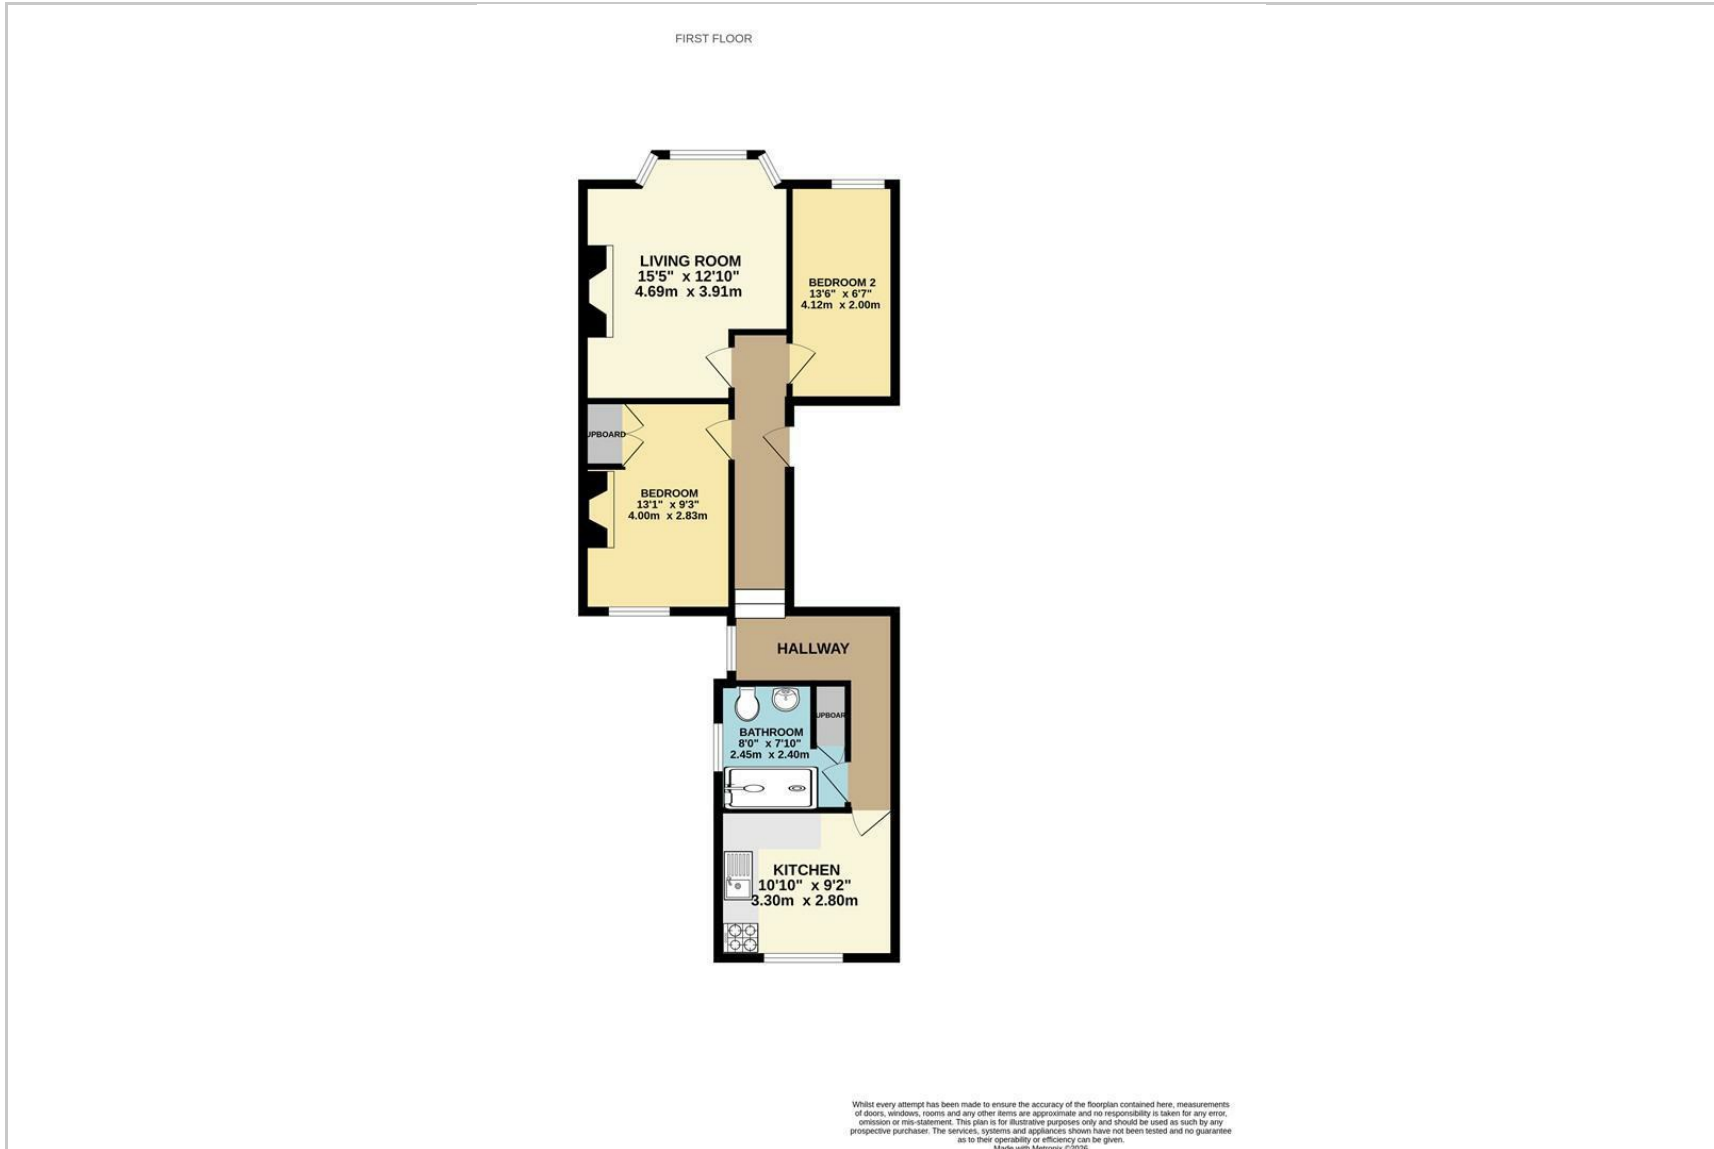 FIRST FLOOR
LIVING ROOM
15'5" x 12'10"
4.69m x 3.91m
BEDROOM 2
13'6" x 6'7"
4.12m x 2.00m
UPBOARD
BEDROOM
13'1" x 9'3"
4.00m x 2.83m
HALLWAY
UPBOAR
BATHROOM
8'0" x 7'10"
2.45m x 2.40m
KITCHEN
10'10" x 9'2"
3.30m x 2.80m
Whilst every attempt has been made to ensure the accuracy of the floorplan contained here, measurements
of doors, windows, rooms and any other items are approximate and no responsibility is taken for any error,
omission or mis-statement. This plan is for illustrative purposes only and should be used as such by any
prospective purchaser. The services, systems and appliances shown have not been tested and no guarantee
as to their operability or efficiency can be given.
Made with Metropix ©2026